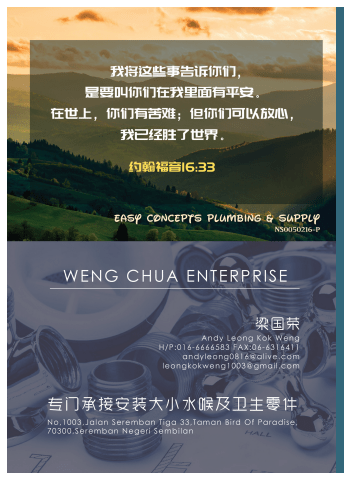 我将这些事告诉你们，
是要叫你们在我里面有平安。
在世上，你们有苦难；但你们可以放心，
我已经胜了世界。
约翰福音16:33
EASY CONCEPTS PLUMBING & SUPPLY
NS0050216-P
WENG CHUA ENTERPRISE
梁国荣
Andy Leong Kok Weng
H/P:016-6666583 FAX:06-6316411
andyleong0816@alive.com
leongkokweng1003@gmail.com
专门承接安装大小水喉及卫生零件
No,1003.Jalan Seremban Tiga 33,Taman Bird Of Paradise,
70300.Seremban Negeri Sembilan
HALL